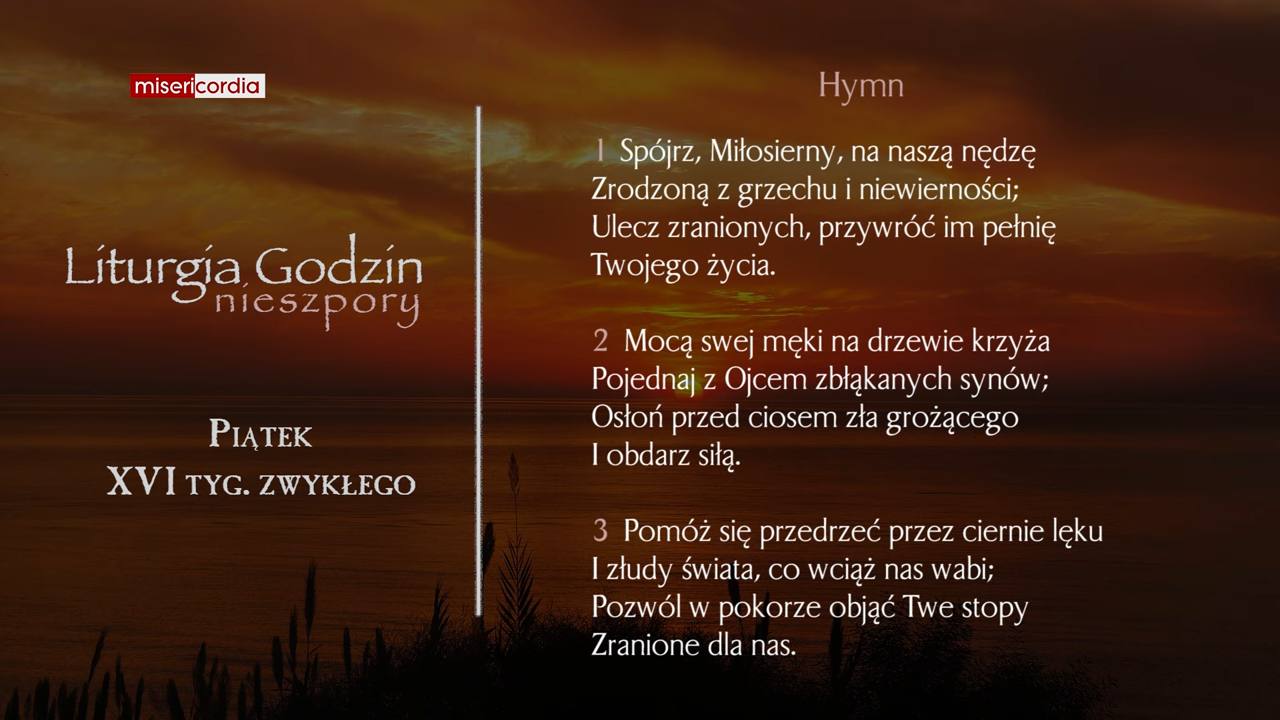 misericordia
Liturgia Godzin
nieszpory
Piątek
XVI tyg. zwykłego
Hymn
1 Spójrz, Miłosierny, na naszą nędzę
Zrodzoną z grzechu i niewierności;
Ulecz zranionych, przywróć im pełnię
Twojego życia.
2 Mocą swej męki na drzewie krzyża
Pojednaj z Ojcem zbłąkanych synów;
Osłoń przed ciosem zła grożącego
I obdarz siłą.
3 Pomóż się przedrzeć przez ciernie lęku
I złudy świata, co wciąż nas wabi;
Pozwól w pokorze objąć Twe stopy
Zranione dla nas.